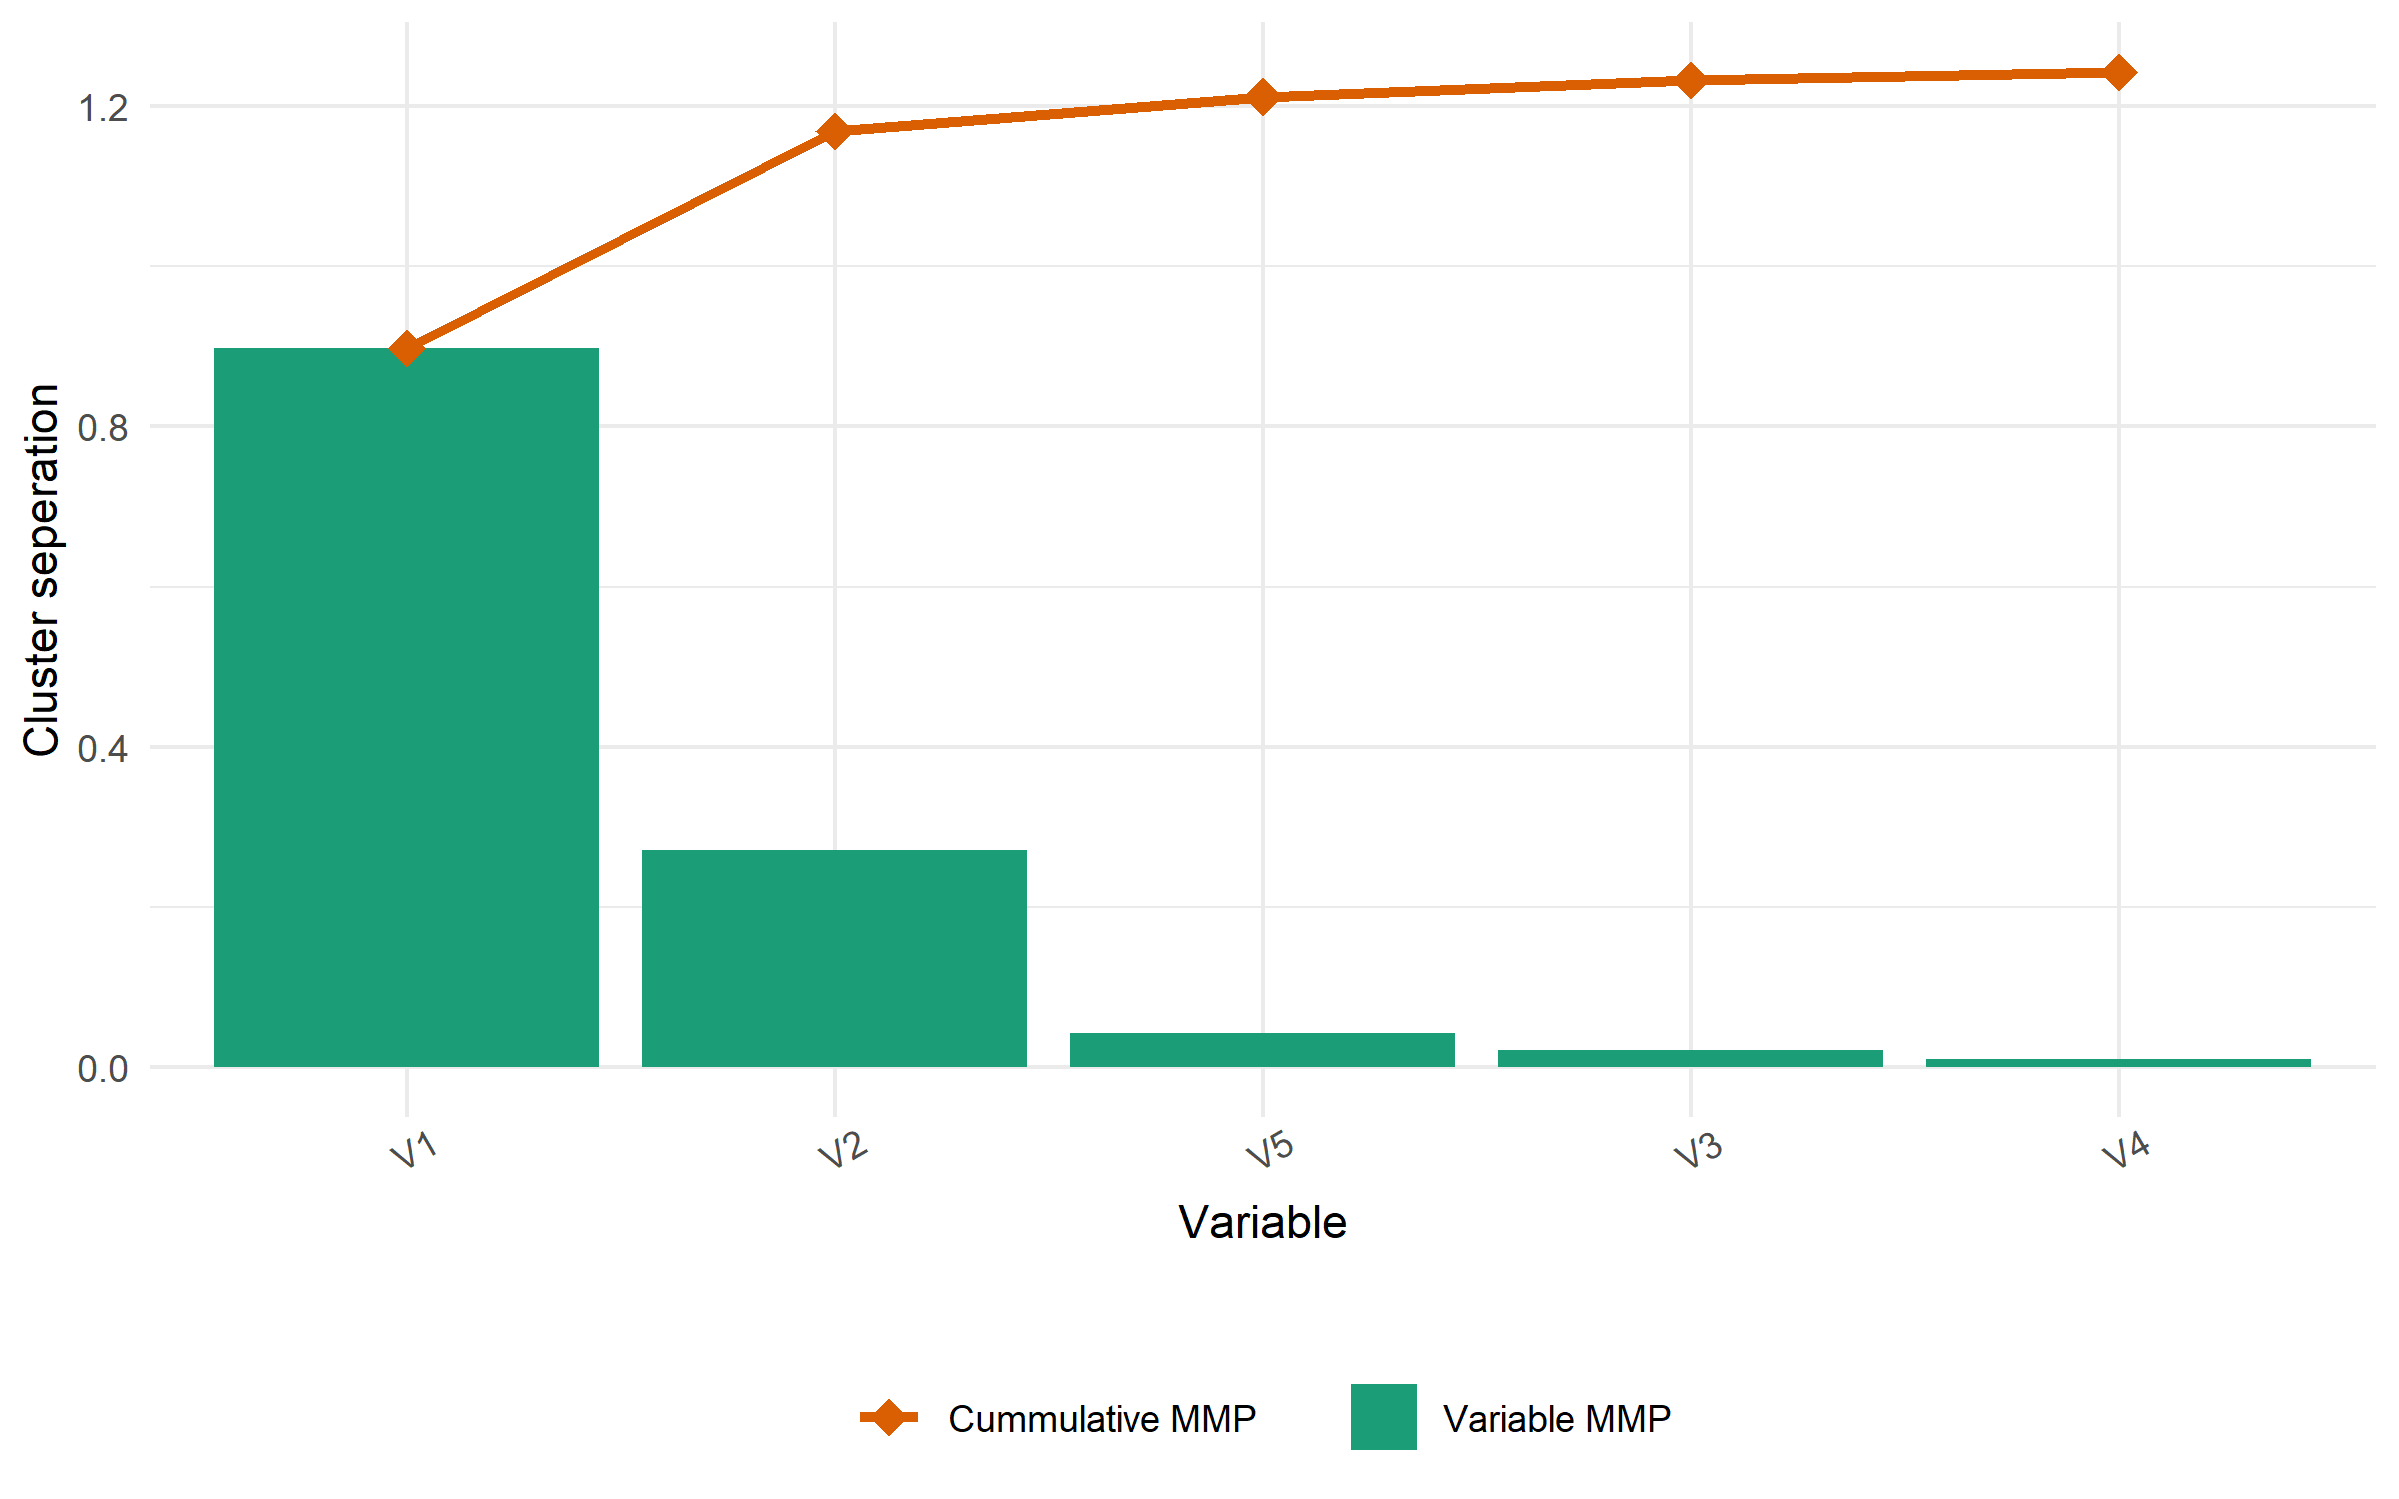 Cluster seperation
1.2
0.8
0.4
0.0
V1 V2 V5 V3 V4
Variable
Cummulative MMP Variable MMP